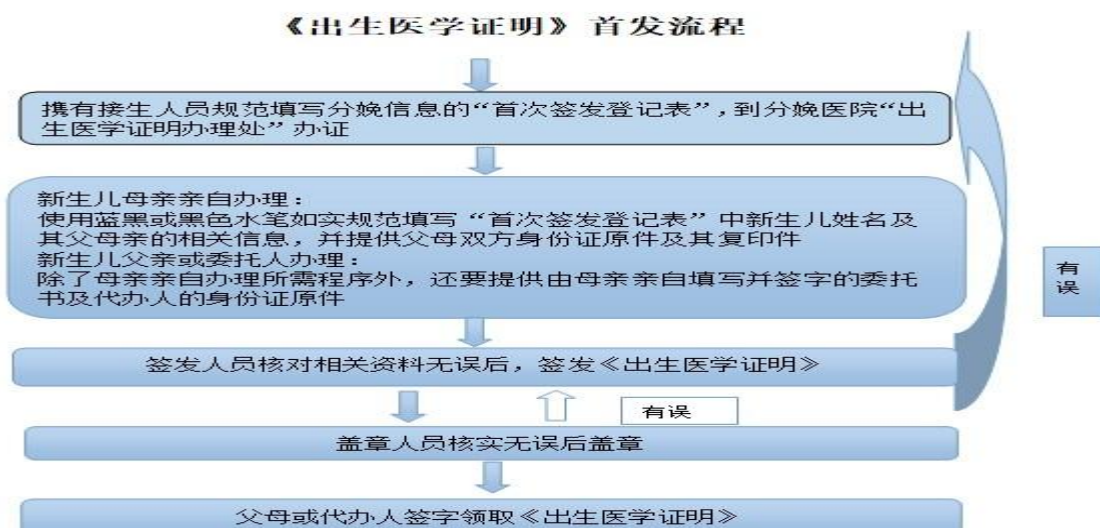 《出生医学证明》首发流程
携有接生人员规范填写分娩信息的“首次签发登记表”，到分娩医院“出
生医学证明办理处”办证
新生儿母亲亲自办理：
使用蓝黑或黑色水笔如实规范填写“首次签发登记表”中新生儿姓名及
其父母亲的相关信息，并提供父母双方身份证原件及其复印件
新生儿父亲或委托人办理：
除了母亲亲自办理所需程序外，还要提供由母亲亲自填写并签字的委托
书及代办人的身份证原件
有
误
签发人员核对相关资料无误后，签发《出生医学证明》
有误
盖章人员核实无误后盖章
父母或代办人签字领取《出生医学证明》